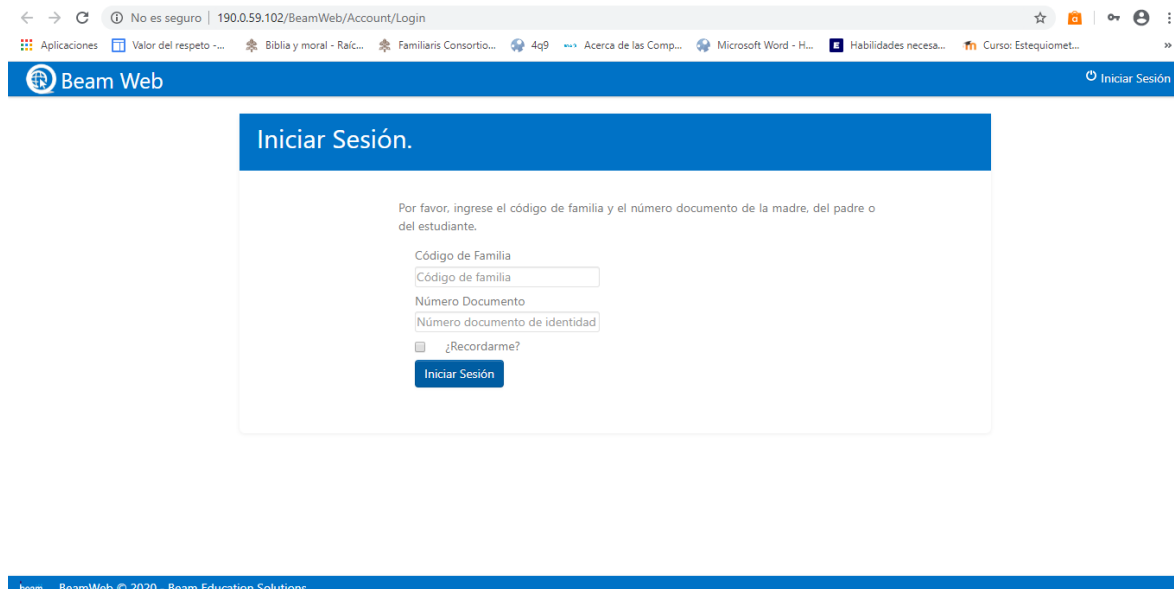 No es seguro | 190.0.59.102/BeamWeb/Account/Login
Aplicaciones Valor del respeto -... Biblia y moral - Raíc... Familiaris Consortio... 4q9 Acerca de las Comp... Microsoft Word - H... Habilidades necesa... Curso: Estequiomet... »
Beam Web Iniciar Sesión
Iniciar Sesión.
Por favor, ingrese el código de familia y el número documento de la madre, del padre o
del estudiante.
Código de Familia
Código de familia
Número Documento
Número documento de identidad
¿Recordarme?
Iniciar Sesión
beam BeamWeb © 2020 - Beam Education Solutions